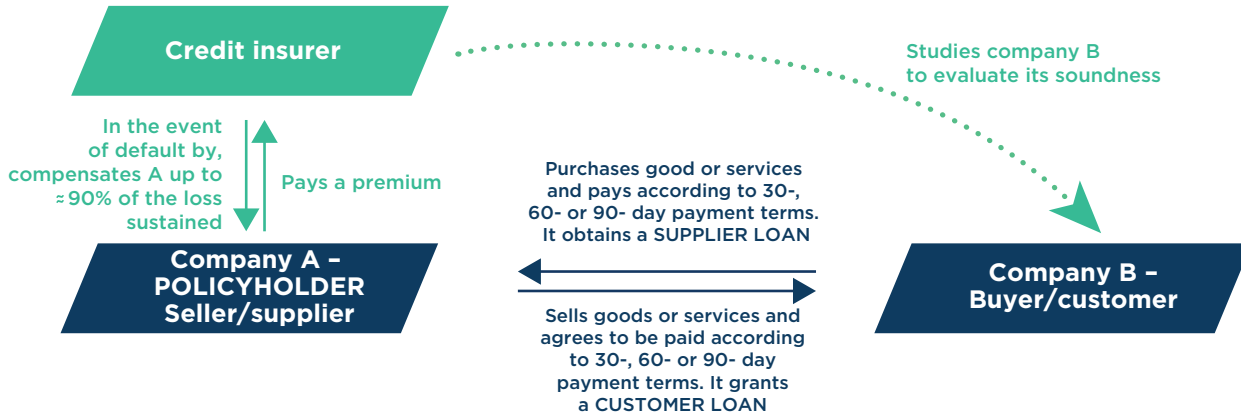 Credit insurer
Studies company B
to evaluate its soundness
In the event
of default by,
compensates A up to
≈90% of the loss
sustained
Pays a premium
Purchases good or services
and pays according to 30-,
60- or 90- day payment terms.
It obtains a SUPPLIER LOAN
Company A –
POLICYHOLDER
Seller/supplier
Company B –
Buyer/customer
Sells goods or services and
agrees to be paid according
to 30-, 60- or 90- day
payment terms. It grants
a CUSTOMER LOAN